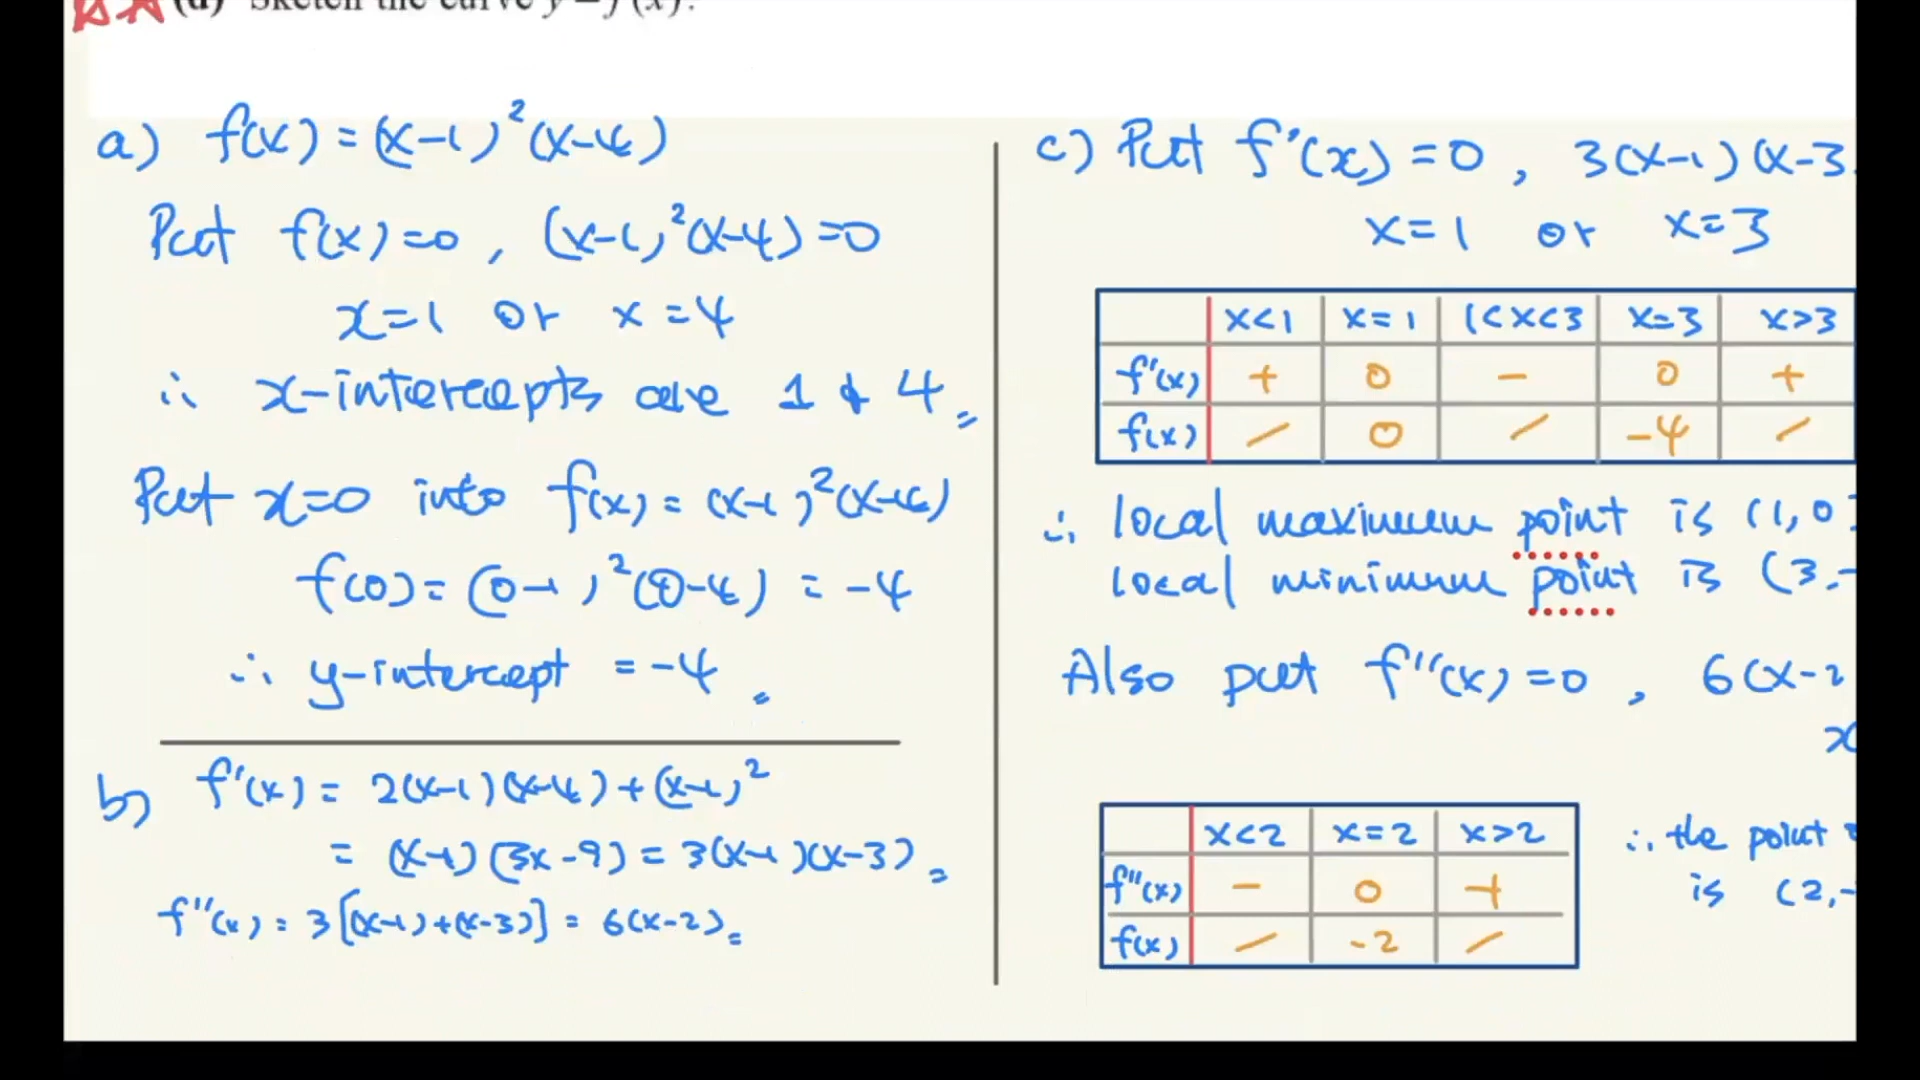 (d) Sketch the curve y = f(x).
a) f(x) = (x-1)²(x-4)
Put f(x)=0 , (x-1)²(x-4)=0
x=1 or x=4
∴ x-intercepts are 1 & 4
Put x=0 into f(x) = (x-1)²(x-4)
f(0) = (0-1)²(0-4) = -4
∴ y-intercept = -4
b) f'(x) = 2(x-1)(x-4)+(x-1)²
= (x-1)(3x-9) = 3(x-1)(x-3)
f''(x) = 3[(x-1)+(x-3)] = 6(x-2)
c) Put f'(x) = 0 , 3(x-1)(x-3
x=1 or x=3
x<1 x=1 1<x<3 x=3 x>3
f'(x) + 0 - 0 +
f(x) / 0 / -4 /
∴ local maximum point is (1,0)
local minimum point is (3,-
Also put f''(x) = 0 , 6(x-2
x
x<2 x=2 x>2
f''(x) - 0 +
f(x) / -2 /
∴ the point
is (2,-